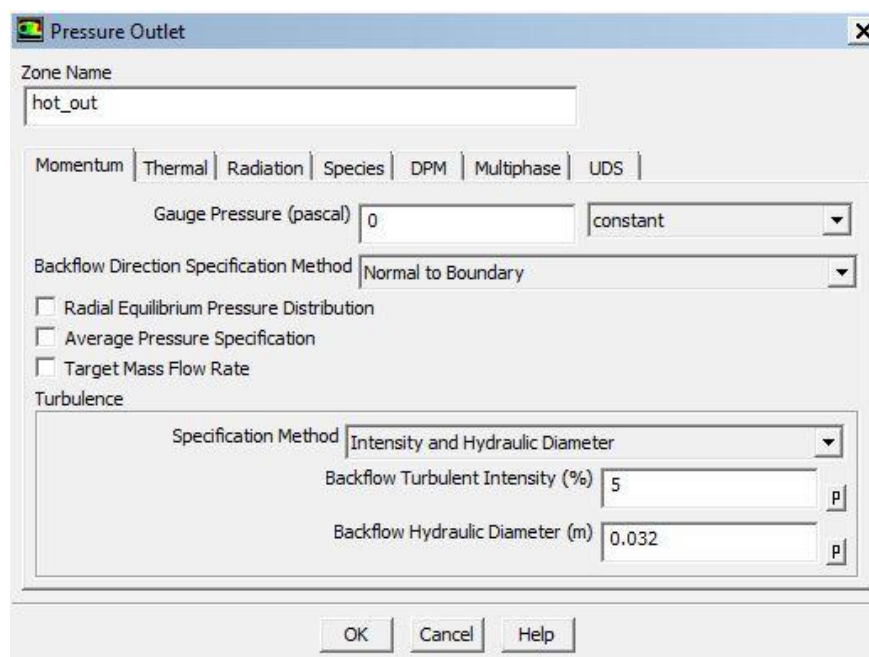 Pressure Outlet
Zone Name
hot_out
Momentum Thermal Radiation Species DPM Multiphase UDS
Gauge Pressure (pascal) 0 constant
Backflow Direction Specification Method Normal to Boundary
Radial Equilibrium Pressure Distribution
Average Pressure Specification
Target Mass Flow Rate
Turbulence
Specification Method Intensity and Hydraulic Diameter
Backflow Turbulent Intensity (%) 5 P
Backflow Hydraulic Diameter (m) 0.032 P
OK Cancel Help